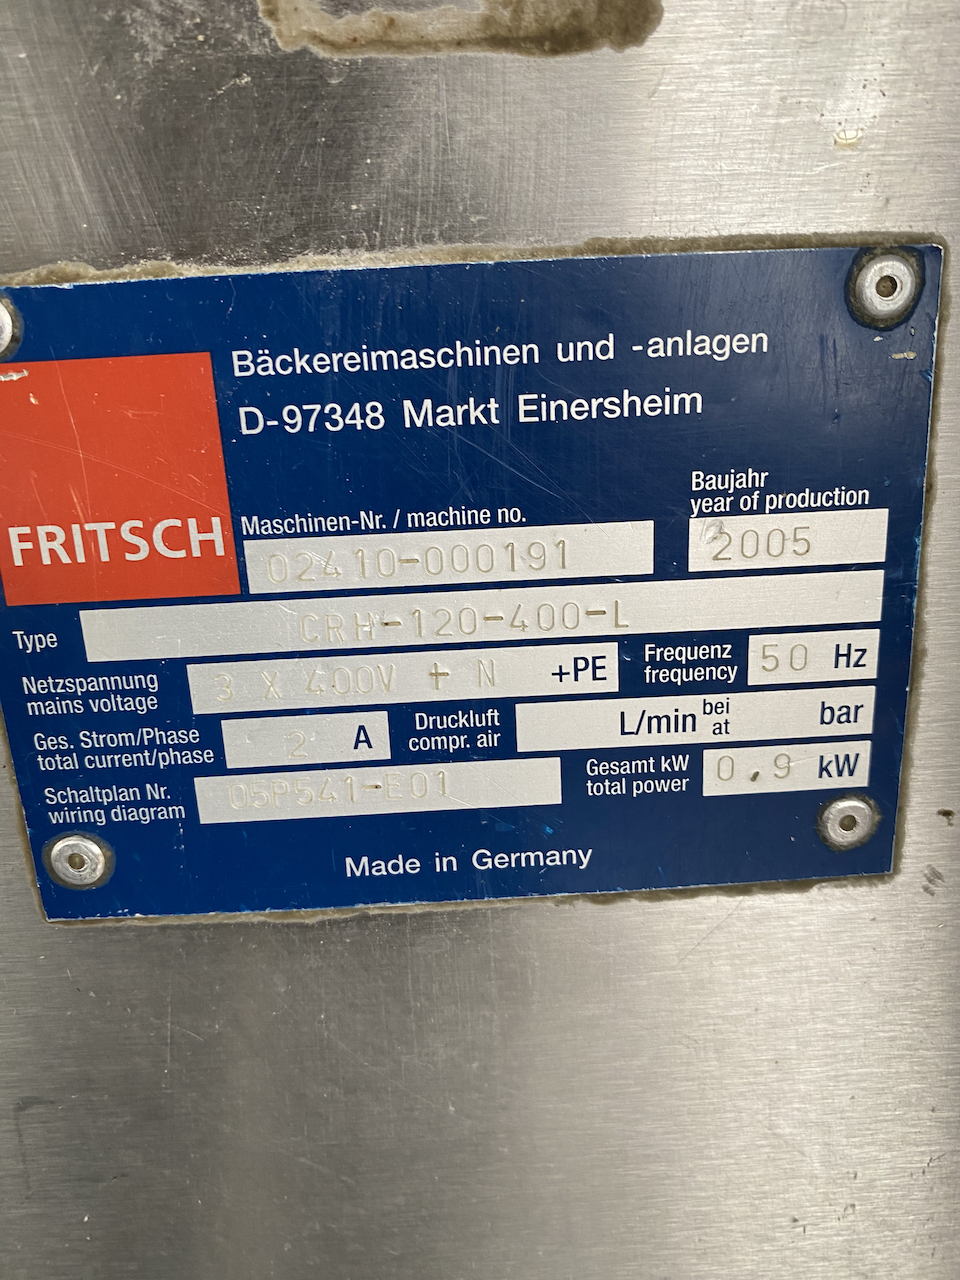 Bäckereimaschinen und -anlagen
D-97348 Markt Einersheim
FRITSCH
Maschinen-Nr. / machine no.
02410-000191
Baujahr
year of production
2005
Type
CRH-120-400-L
Netzspannung
mains voltage
3 X 400V + N +PE
Frequenz
frequency
50 Hz
Ges. Strom/Phase
total current/phase
2 A
Druckluft
compr. air
L/min bei
at
bar
Schaltplan Nr.
wiring diagram
05P541-E01
Gesamt kW
total power
0,9 kW
Made in Germany